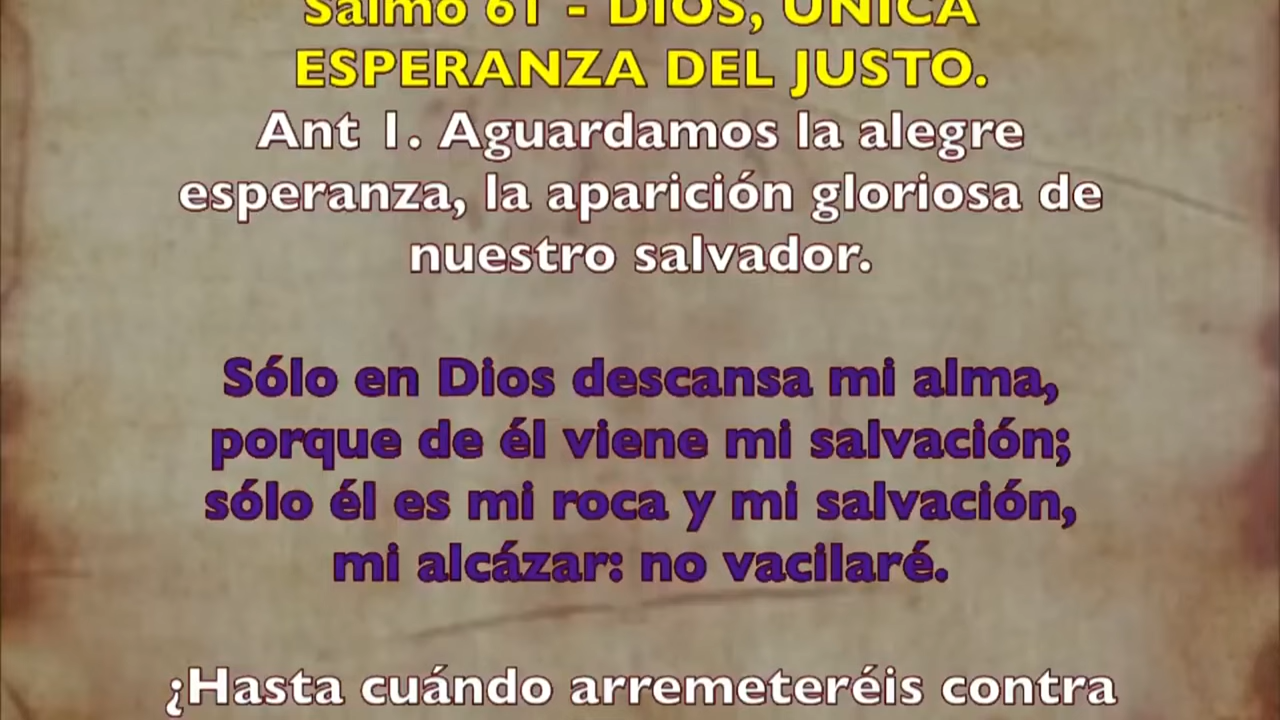 Salmo 61 - DIOS, ÚNICA
ESPERANZA DEL JUSTO.
Ant 1. Aguardamos la alegre
esperanza, la aparición gloriosa de
nuestro salvador.
Sólo en Dios descansa mi alma,
porque de él viene mi salvación;
sólo él es mi roca y mi salvación,
mi alcázar: no vacilaré.
¿Hasta cuándo arremeteréis contra